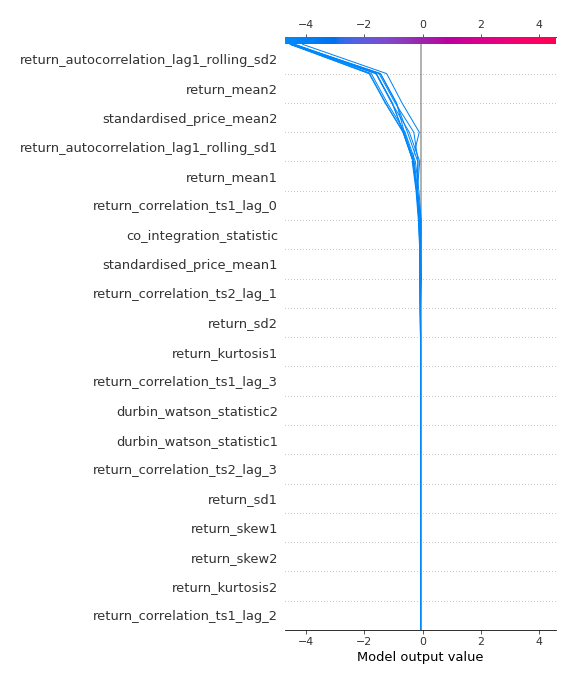 −4 −2 0 2 4
return_autocorrelation_lag1_rolling_sd2
return_mean2
standardised_price_mean2
return_autocorrelation_lag1_rolling_sd1
return_mean1
return_correlation_ts1_lag_0
co_integration_statistic
standardised_price_mean1
return_correlation_ts2_lag_1
return_sd2
return_kurtosis1
return_correlation_ts1_lag_3
durbin_watson_statistic2
durbin_watson_statistic1
return_correlation_ts2_lag_3
return_sd1
return_skew1
return_skew2
return_kurtosis2
return_correlation_ts1_lag_2
−4 −2 0 2 4
Model output value